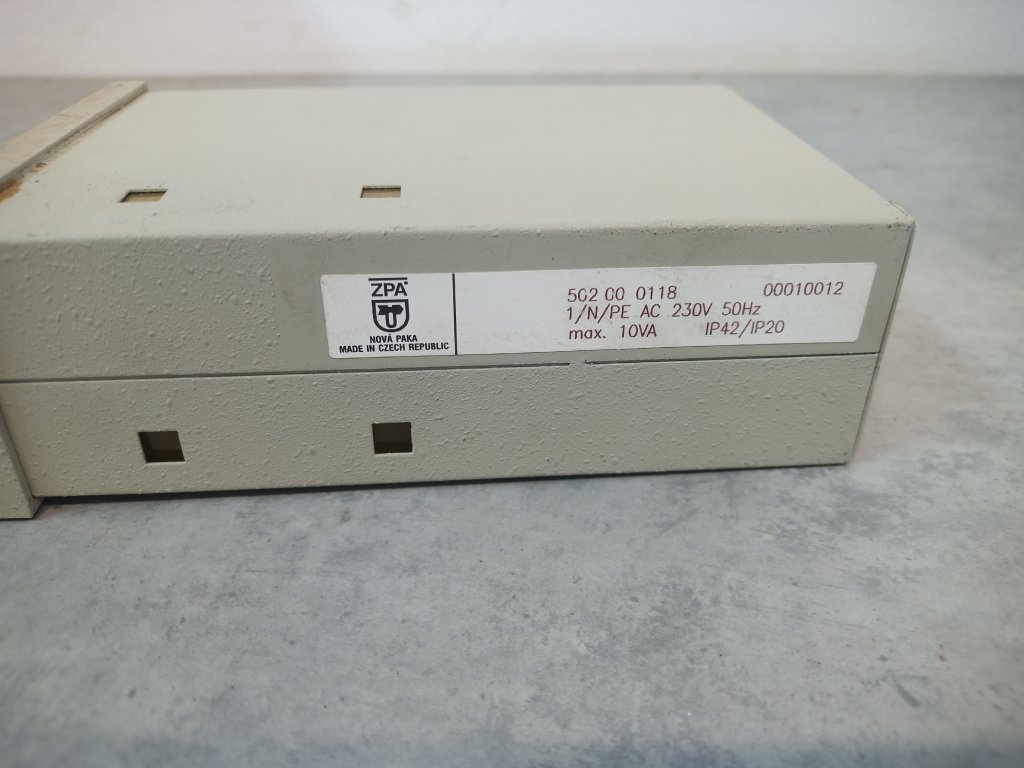 ZPA®
NOVÁ PAKA
MADE IN CZECH REPUBLIC
502 00 0118 00010012
1/N/PE AC 230V 50Hz
max. 10VA IP42/IP20